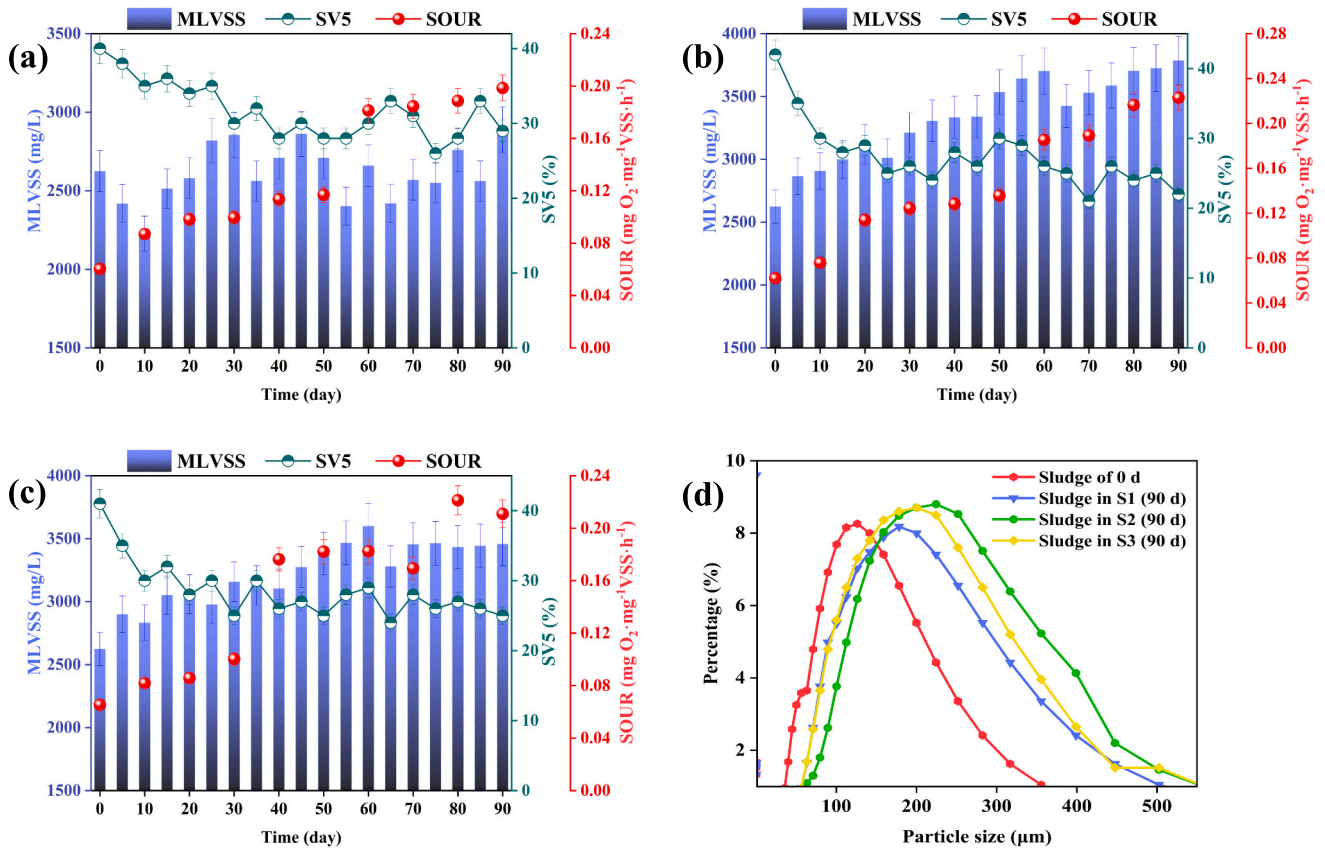 (a)
MLVSS SV5 SOUR
3500
3000
2500
2000
1500
MLVSS (mg/L)
40
30
20
10
0
SV5 (%)
0.24
0.20
0.16
0.12
0.08
0.04
0.00
SOUR (mg O₂·mg⁻¹VSS·h⁻¹)
0 10 20 30 40 50 60 70 80 90
Time (day)
(b)
MLVSS SV5 SOUR
4000
3500
3000
2500
2000
1500
MLVSS (mg/L)
40
30
20
10
0
SV5 (%)
0.28
0.24
0.20
0.16
0.12
0.08
0.04
0.00
SOUR (mg O₂·mg⁻¹VSS·h⁻¹)
0 10 20 30 40 50 60 70 80 90
Time (day)
(c)
MLVSS SV5 SOUR
4000
3500
3000
2500
2000
1500
MLVSS (mg/L)
40
30
20
10
0
SV5 (%)
0.24
0.20
0.16
0.12
0.08
0.04
0.00
SOUR (mg O₂·mg⁻¹VSS·h⁻¹)
0 10 20 30 40 50 60 70 80 90
Time (day)
(d)
Sludge of 0 d
Sludge in S1 (90 d)
Sludge in S2 (90 d)
Sludge in S3 (90 d)
10
8
6
4
2
Percentage (%)
100 200 300 400 500
Particle size (μm)